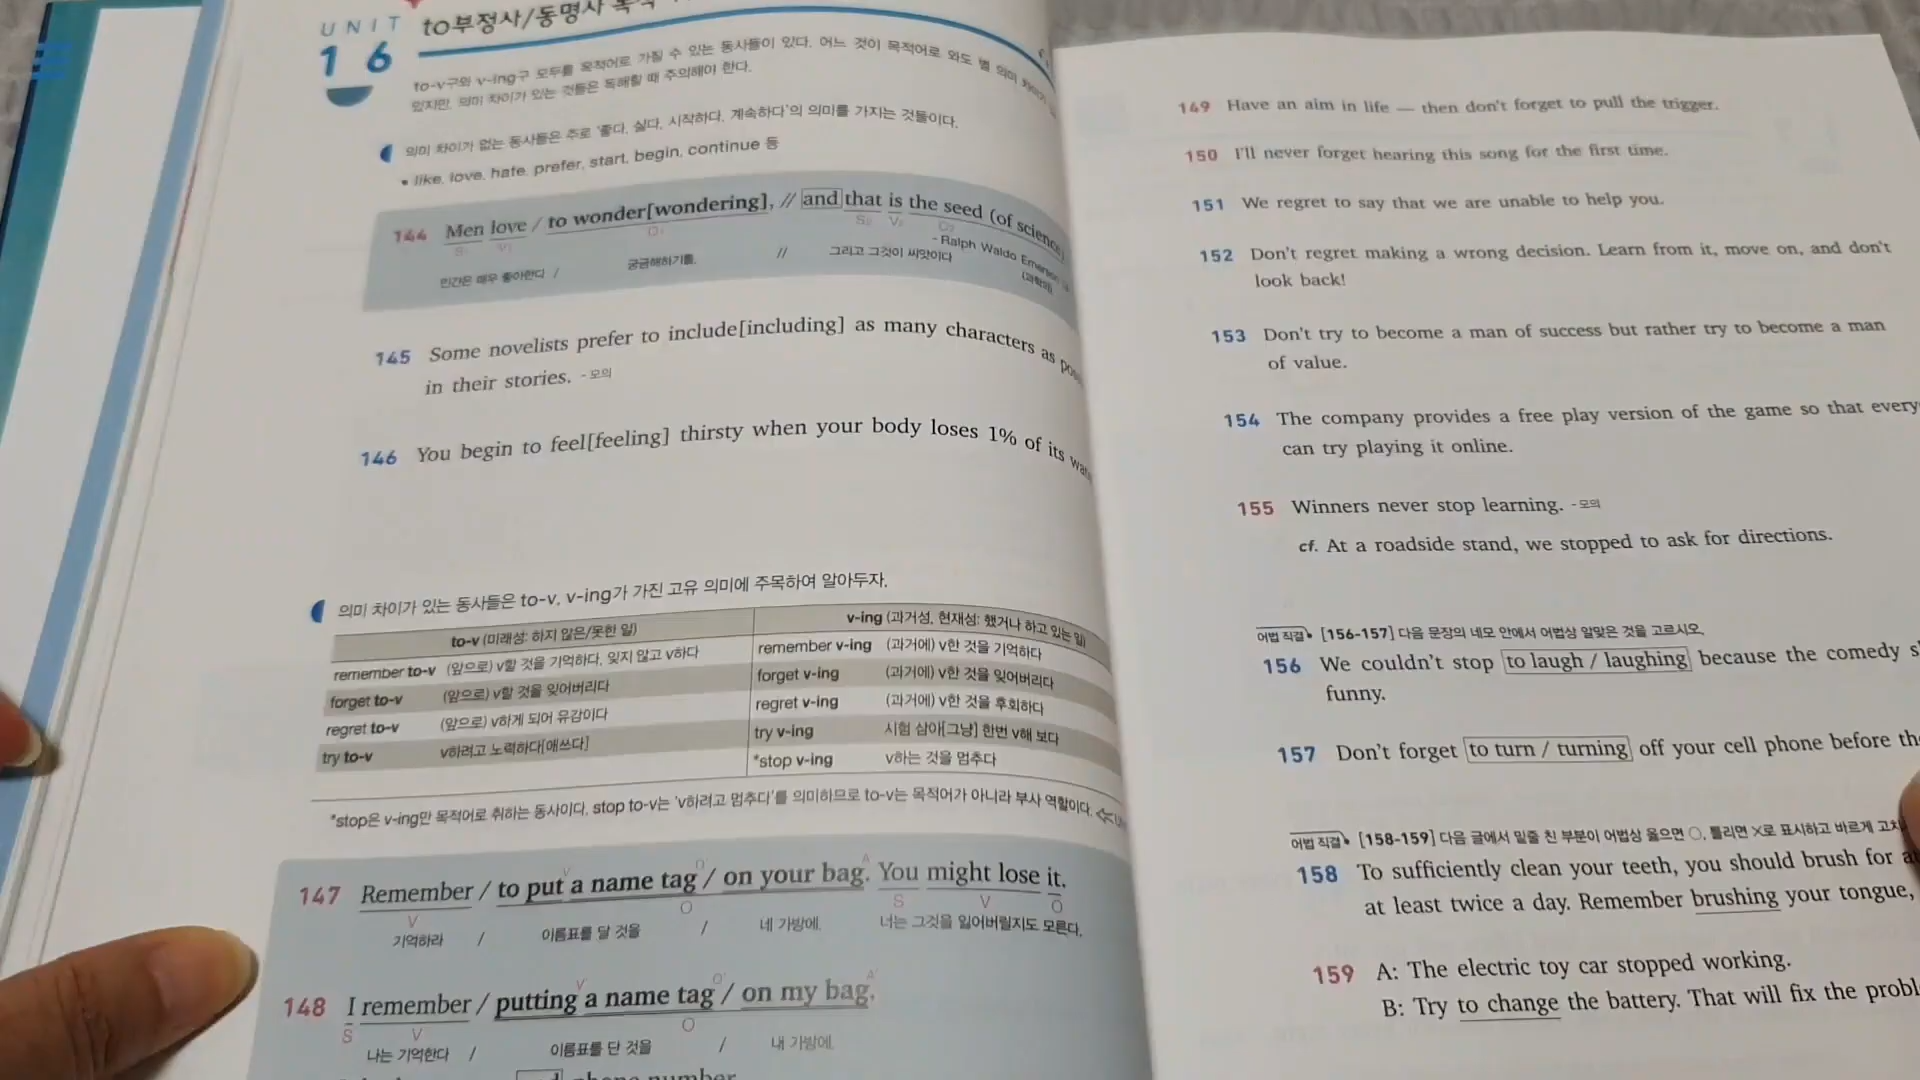 UNIT
16
to부정사/동명사 목적
to-v구와 v-ing구 모두를 목적어로 가질 수 있는 동사들이 있다. 어느 것이 목적어로 와도 별 의미 차이가
있지만, 의미 차이가 있는 것들은 독해할 때 주의해야 한다.
의미 차이가 없는 동사들은 주로 '좋다, 싫다, 시작하다, 계속하다'의 의미를 가지는 것들이다.
• like, love, hate, prefer, start, begin, continue 등
144 Men love / to wonder[wondering], // and that is the seed (of science)
S₁ V₁ O₁ S₂ V₂ C₂
- Ralph Waldo Emerson
인간은 매우 좋아한다 / 궁금해하기를, // 그리고 그것이 씨앗이다 (과학의)
145 Some novelists prefer to include[including] as many characters as
in their stories. - 모의
146 You begin to feel[feeling] thirsty when your body loses 1% of its
의미 차이가 있는 동사들은 to-v, v-ing가 가진 고유 의미에 주목하여 알아두자.
to-v (미래성: 하지 않은/못한 일) v-ing (과거성, 현재성: 했거나 하고 있는 일)
remember to-v (앞으로) v할 것을 기억하다, 잊지 않고 v하다 remember v-ing (과거에) v한 것을 기억하다
forget to-v (앞으로) v할 것을 잊어버리다 forget v-ing (과거에) v한 것을 잊어버리다
regret to-v (앞으로) v하게 되어 유감이다 regret v-ing (과거에) v한 것을 후회하다
try to-v v하려고 노력하다[애쓰다] try v-ing 시험 삼아[그냥] 한번 v해 보다
*stop v-ing v하는 것을 멈추다
*stop은 v-ing만 목적어로 취하는 동사이다. stop to-v는 'v하려고 멈추다'를 의미하므로 to-v는 목적어가 아니라 부사 역할이다.
147 Remember / to put a name tag / on your bag. You might lose it.
V V' O' A' S V O
O
기억하라 / 이름표를 달 것을 / 네 가방에. 너는 그것을 잃어버릴지도 모른다.
148 I remember / putting a name tag / on my bag.
S V V' O' A'
O
나는 기억한다 / 이름표를 단 것을 / 내 가방에.
phone number
149 Have an aim in life — then don't forget to pull the trigger.
150 I'll never forget hearing this song for the first time.
151 We regret to say that we are unable to help you.
152 Don't regret making a wrong decision. Learn from it, move on, and don't
look back!
153 Don't try to become a man of success but rather try to become a man
of value.
154 The company provides a free play version of the game so that every
can try playing it online.
155 Winners never stop learning. - 모의
cf. At a roadside stand, we stopped to ask for directions.
어법 직결 [156-157] 다음 문장의 네모 안에서 어법상 알맞은 것을 고르시오.
156 We couldn't stop to laugh / laughing because the comedy
funny.
157 Don't forget to turn / turning off your cell phone before
어법 직결 [158-159] 다음 글에서 밑줄 친 부분이 어법상 옳으면 ○, 틀리면 ×로 표시하고 바르게
158 To sufficiently clean your teeth, you should brush for
at least twice a day. Remember brushing your tongue,
159 A: The electric toy car stopped working.
B: Try to change the battery. That will fix the